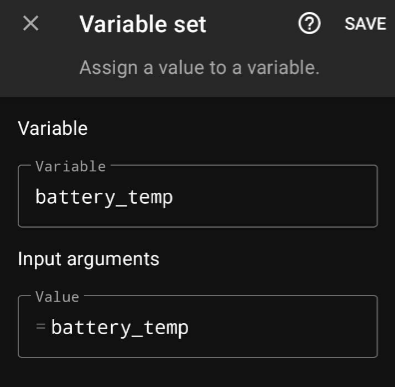 Variable set
SAVE
Assign a value to a variable.
Variable
Variable
battery_temp
Input arguments
Value
=battery_temp